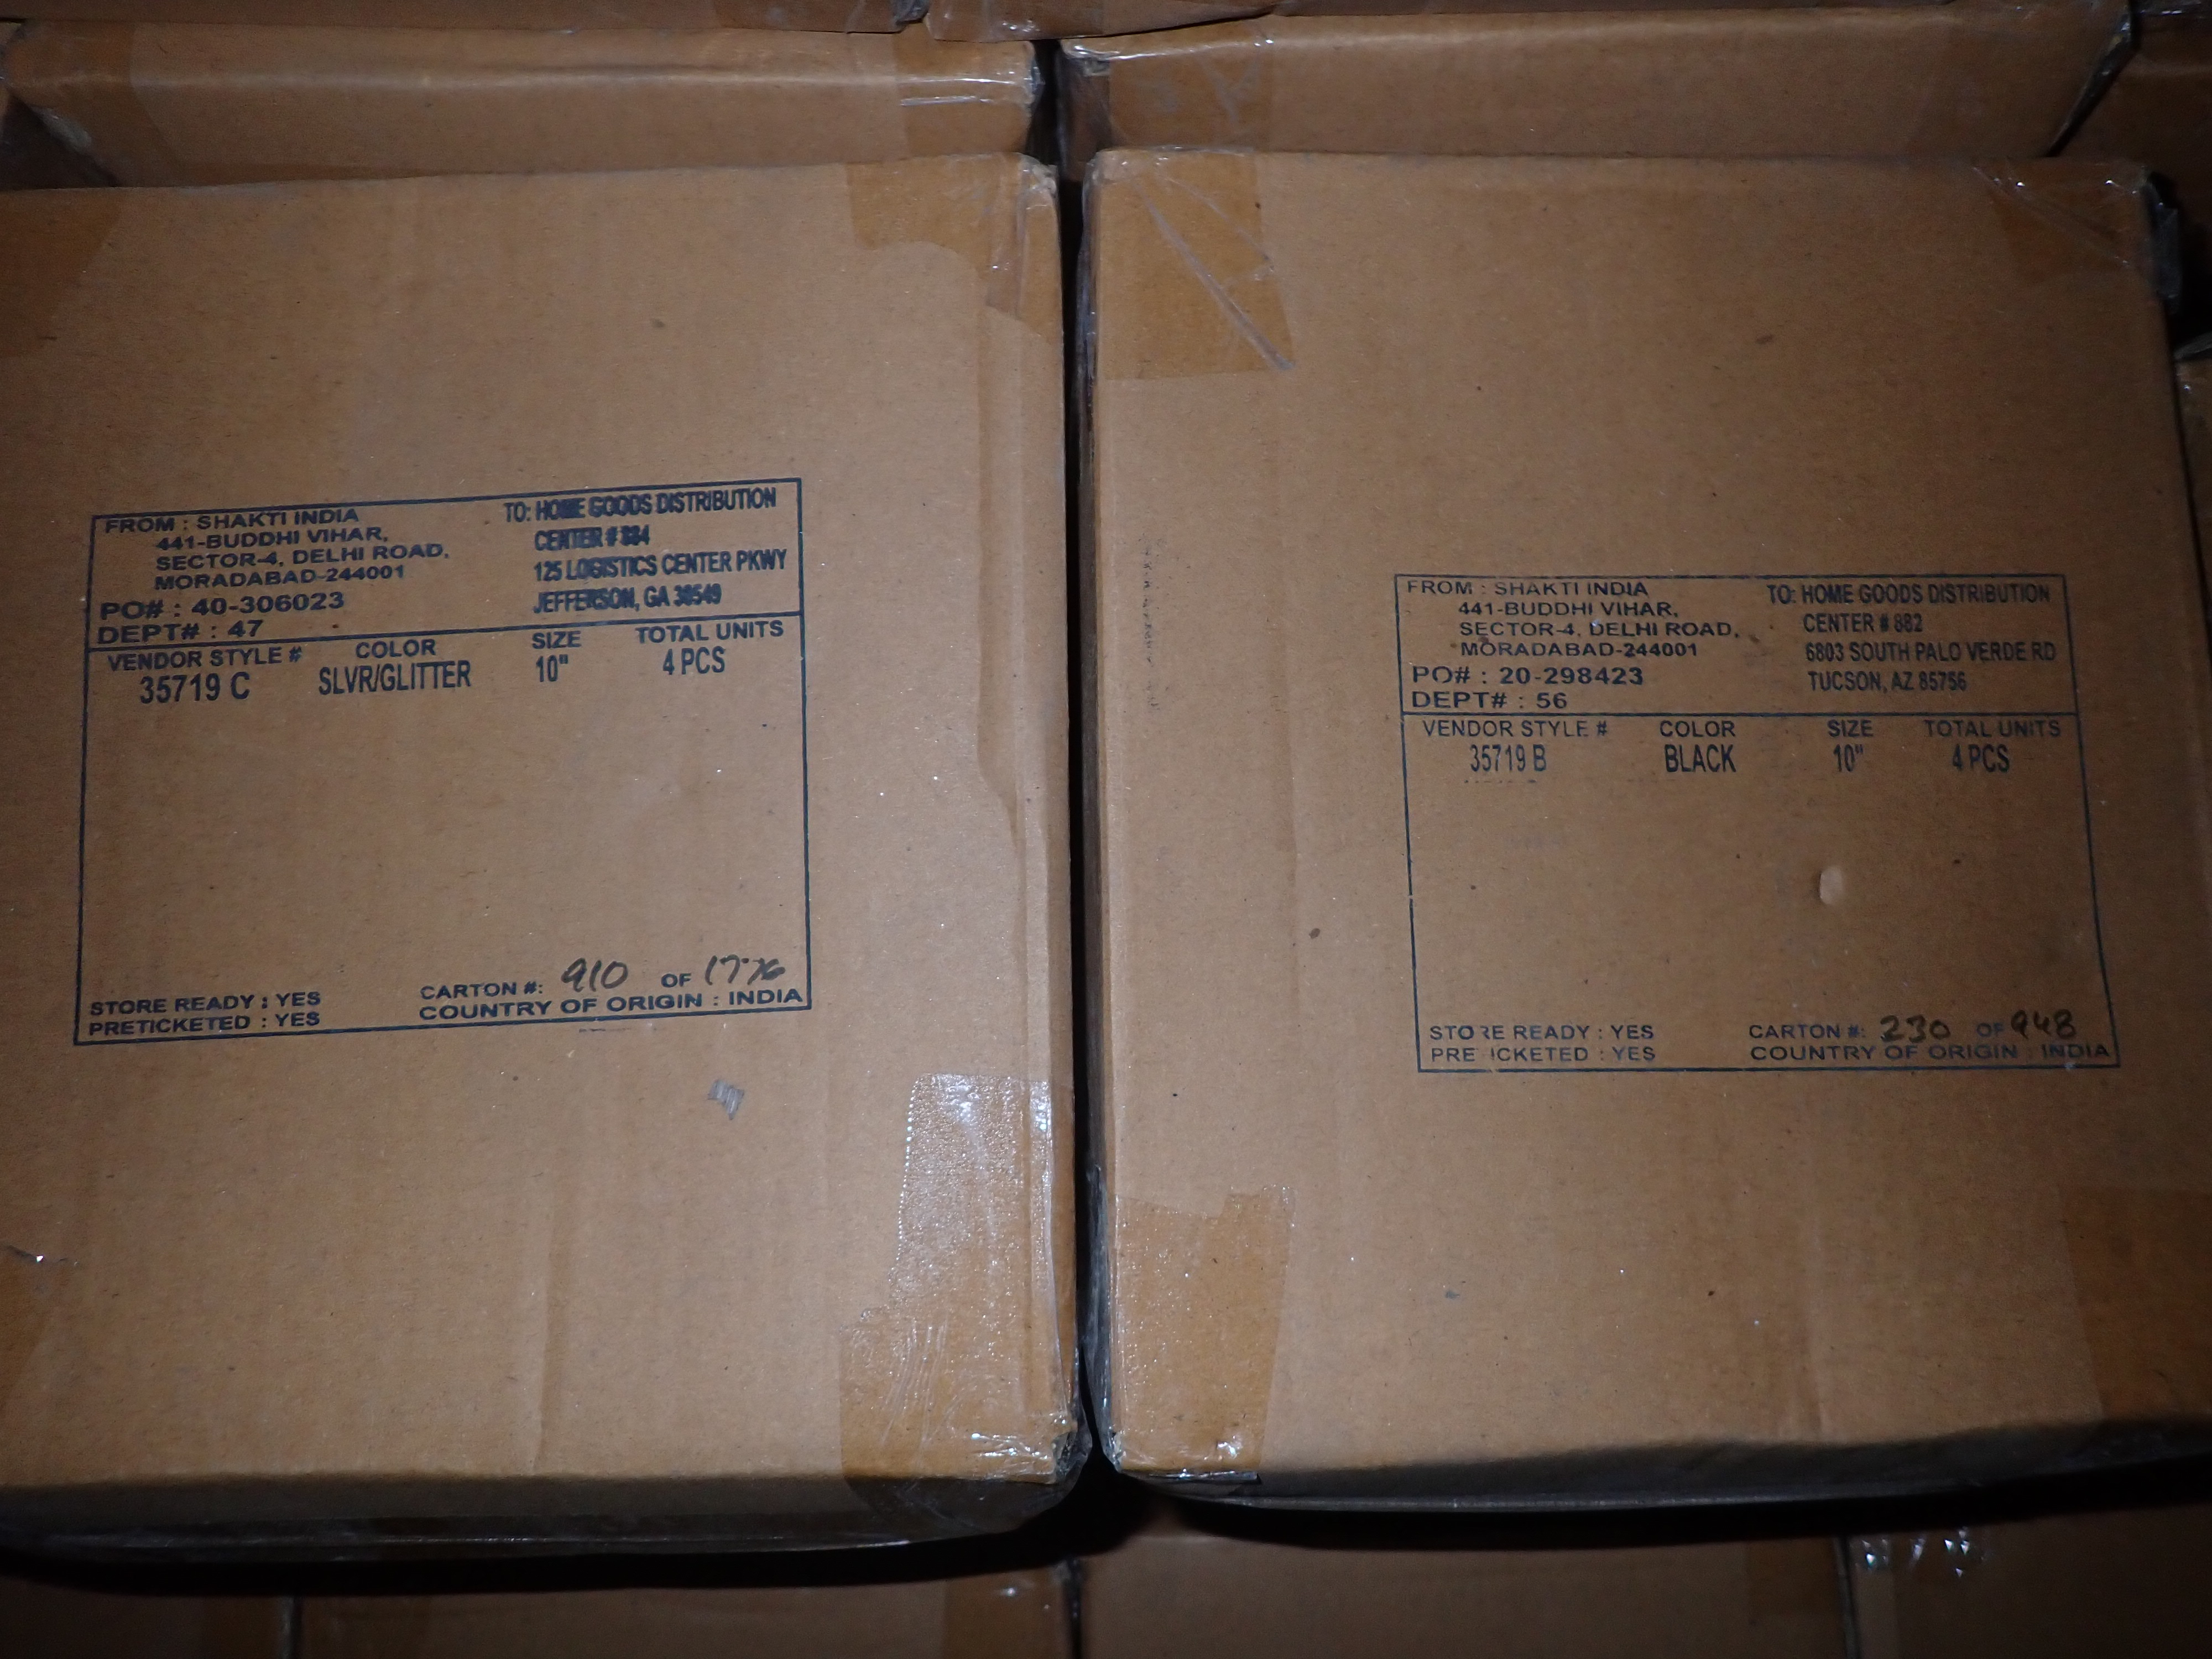 FROM : SHAKTI INDIA
441-BUDDHI VIHAR,
SECTOR-4, DELHI ROAD,
MORADABAD-244001
PO# : 40-306023
DEPT# : 47
TO: HOME GOODS DISTRIBUTION
CENTER # 884
125 LOGISTICS CENTER PKWY
JEFFERSON, GA 30549
VENDOR STYLE # COLOR SIZE TOTAL UNITS
35719 C SLVR/GLITTER 10" 4 PCS
STORE READY : YES
PRETICKETED : YES
CARTON #: 910 OF 1776
COUNTRY OF ORIGIN : INDIA
FROM : SHAKTI INDIA
441-BUDDHI VIHAR,
SECTOR-4, DELHI ROAD,
MORADABAD-244001
PO# : 20-298423
DEPT# : 56
TO: HOME GOODS DISTRIBUTION
CENTER # 882
6803 SOUTH PALO VERDE RD
TUCSON, AZ 85756
VENDOR STYLE # COLOR SIZE TOTAL UNITS
35719 B BLACK 10" 4 PCS
STORE READY : YES
PRE ICKETED : YES
CARTON #: 230 OF 948
COUNTRY OF ORIGIN : INDIA